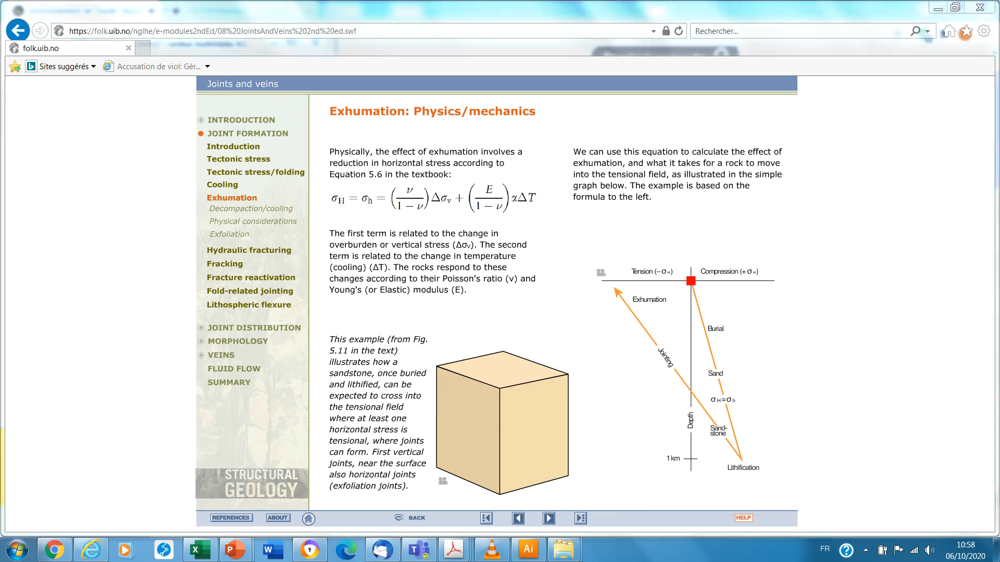 https://folk.uib.no/nglhe/e-modules2ndEd/08%20JointsAndVeins%202nd%20ed.swf
Rechercher...
folk.uib.no
Sites suggérés
Accusation de viol: Gér...
Joints and veins
INTRODUCTION
JOINT FORMATION
Introduction
Tectonic stress
Tectonic stress/folding
Cooling
Exhumation
Decompaction/cooling
Physical considerations
Exfoliation
Hydraulic fracturing
Fracking
Fracture reactivation
Fold-related jointing
Lithospheric flexure
JOINT DISTRIBUTION
MORPHOLOGY
VEINS
FLUID FLOW
SUMMARY
STRUCTURAL
GEOLOGY
Exhumation: Physics/mechanics
Physically, the effect of exhumation involves a
reduction in horizontal stress according to
Equation 5.6 in the textbook:
σH = σh = (ν/(1 − ν)) Δσv + (E/(1 − ν)) αΔT
The first term is related to the change in
overburden or vertical stress (Δσv). The second
term is related to the change in temperature
(cooling) (ΔT). The rocks respond to these
changes according to their Poisson's ratio (v) and
Young's (or Elastic) modulus (E).
This example (from Fig.
5.11 in the text)
illustrates how a
sandstone, once buried
and lithified, can be
expected to cross into
the tensional field
where at least one
horizontal stress is
tensional, where joints
can form. First vertical
joints, near the surface
also horizontal joints
(exfoliation joints).
We can use this equation to calculate the effect of
exhumation, and what it takes for a rock to move
into the tensional field, as illustrated in the simple
graph below. The example is based on the
formula to the left.
Tension (−σH)
Compression (+σH)
Exhumation
Burial
Jointing
Sand
σH=σh
Depth
Sand-
stone
1 km
Lithification
REFERENCES
ABOUT
BACK
HELP
Ai
FR
10:58
06/10/2020